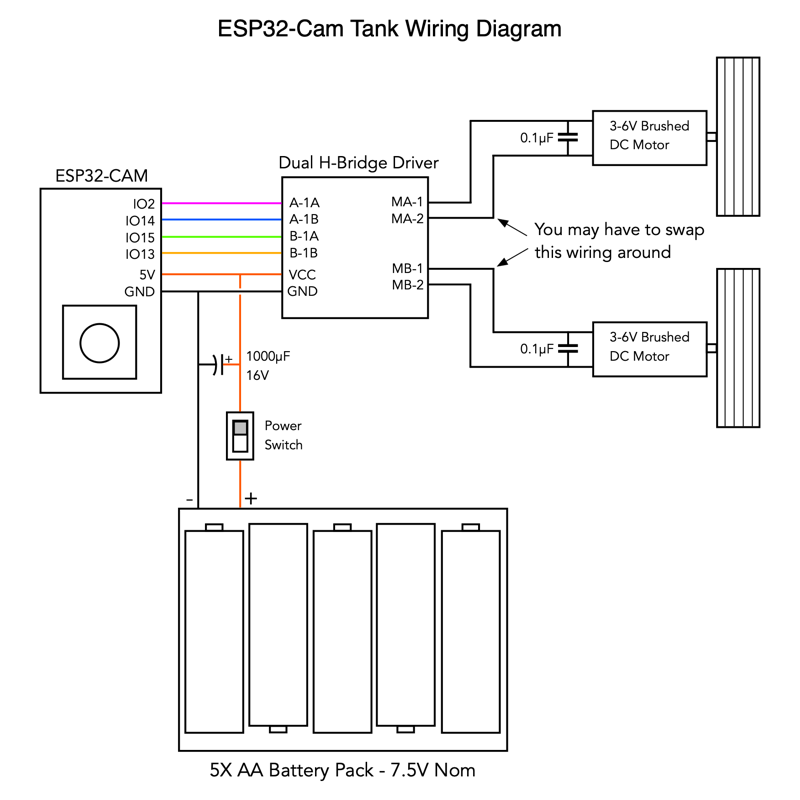 ESP32-Cam Tank Wiring Diagram
ESP32-CAM
IO2
IO14
IO15
IO13
5V
GND
Dual H-Bridge Driver
A-1A
A-1B
B-1A
B-1B
VCC
GND
MA-1
MA-2
MB-1
MB-2
0.1µF
3-6V Brushed
DC Motor
You may have to swap
this wiring around
0.1µF
3-6V Brushed
DC Motor
+
1000µF
16V
Power
Switch
- +
5X AA Battery Pack - 7.5V Nom